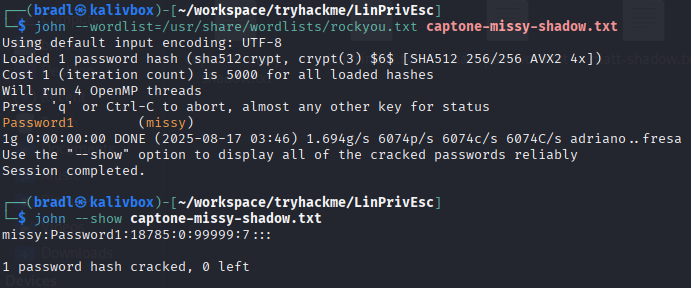 ┌──(bradl㉿kalivbox)-[~/workspace/tryhackme/LinPrivEsc]
└─$ john --wordlist=/usr/share/wordlists/rockyou.txt captone-missy-shadow.txt
Using default input encoding: UTF-8
Loaded 1 password hash (sha512crypt, crypt(3) $6$ [SHA512 256/256 AVX2 4x])
Cost 1 (iteration count) is 5000 for all loaded hashes
Will run 4 OpenMP threads
Press 'q' or Ctrl-C to abort, almost any other key for status
Password1        (missy)
1g 0:00:00:00 DONE (2025-08-17 03:46) 1.694g/s 6074p/s 6074c/s 6074C/s adriano..fresa
Use the "--show" option to display all of the cracked passwords reliably
Session completed.
┌──(bradl㉿kalivbox)-[~/workspace/tryhackme/LinPrivEsc]
└─$ john --show captone-missy-shadow.txt
missy:Password1:18785:0:99999:7:::
Downloads
1 password hash cracked, 0 left
Devices